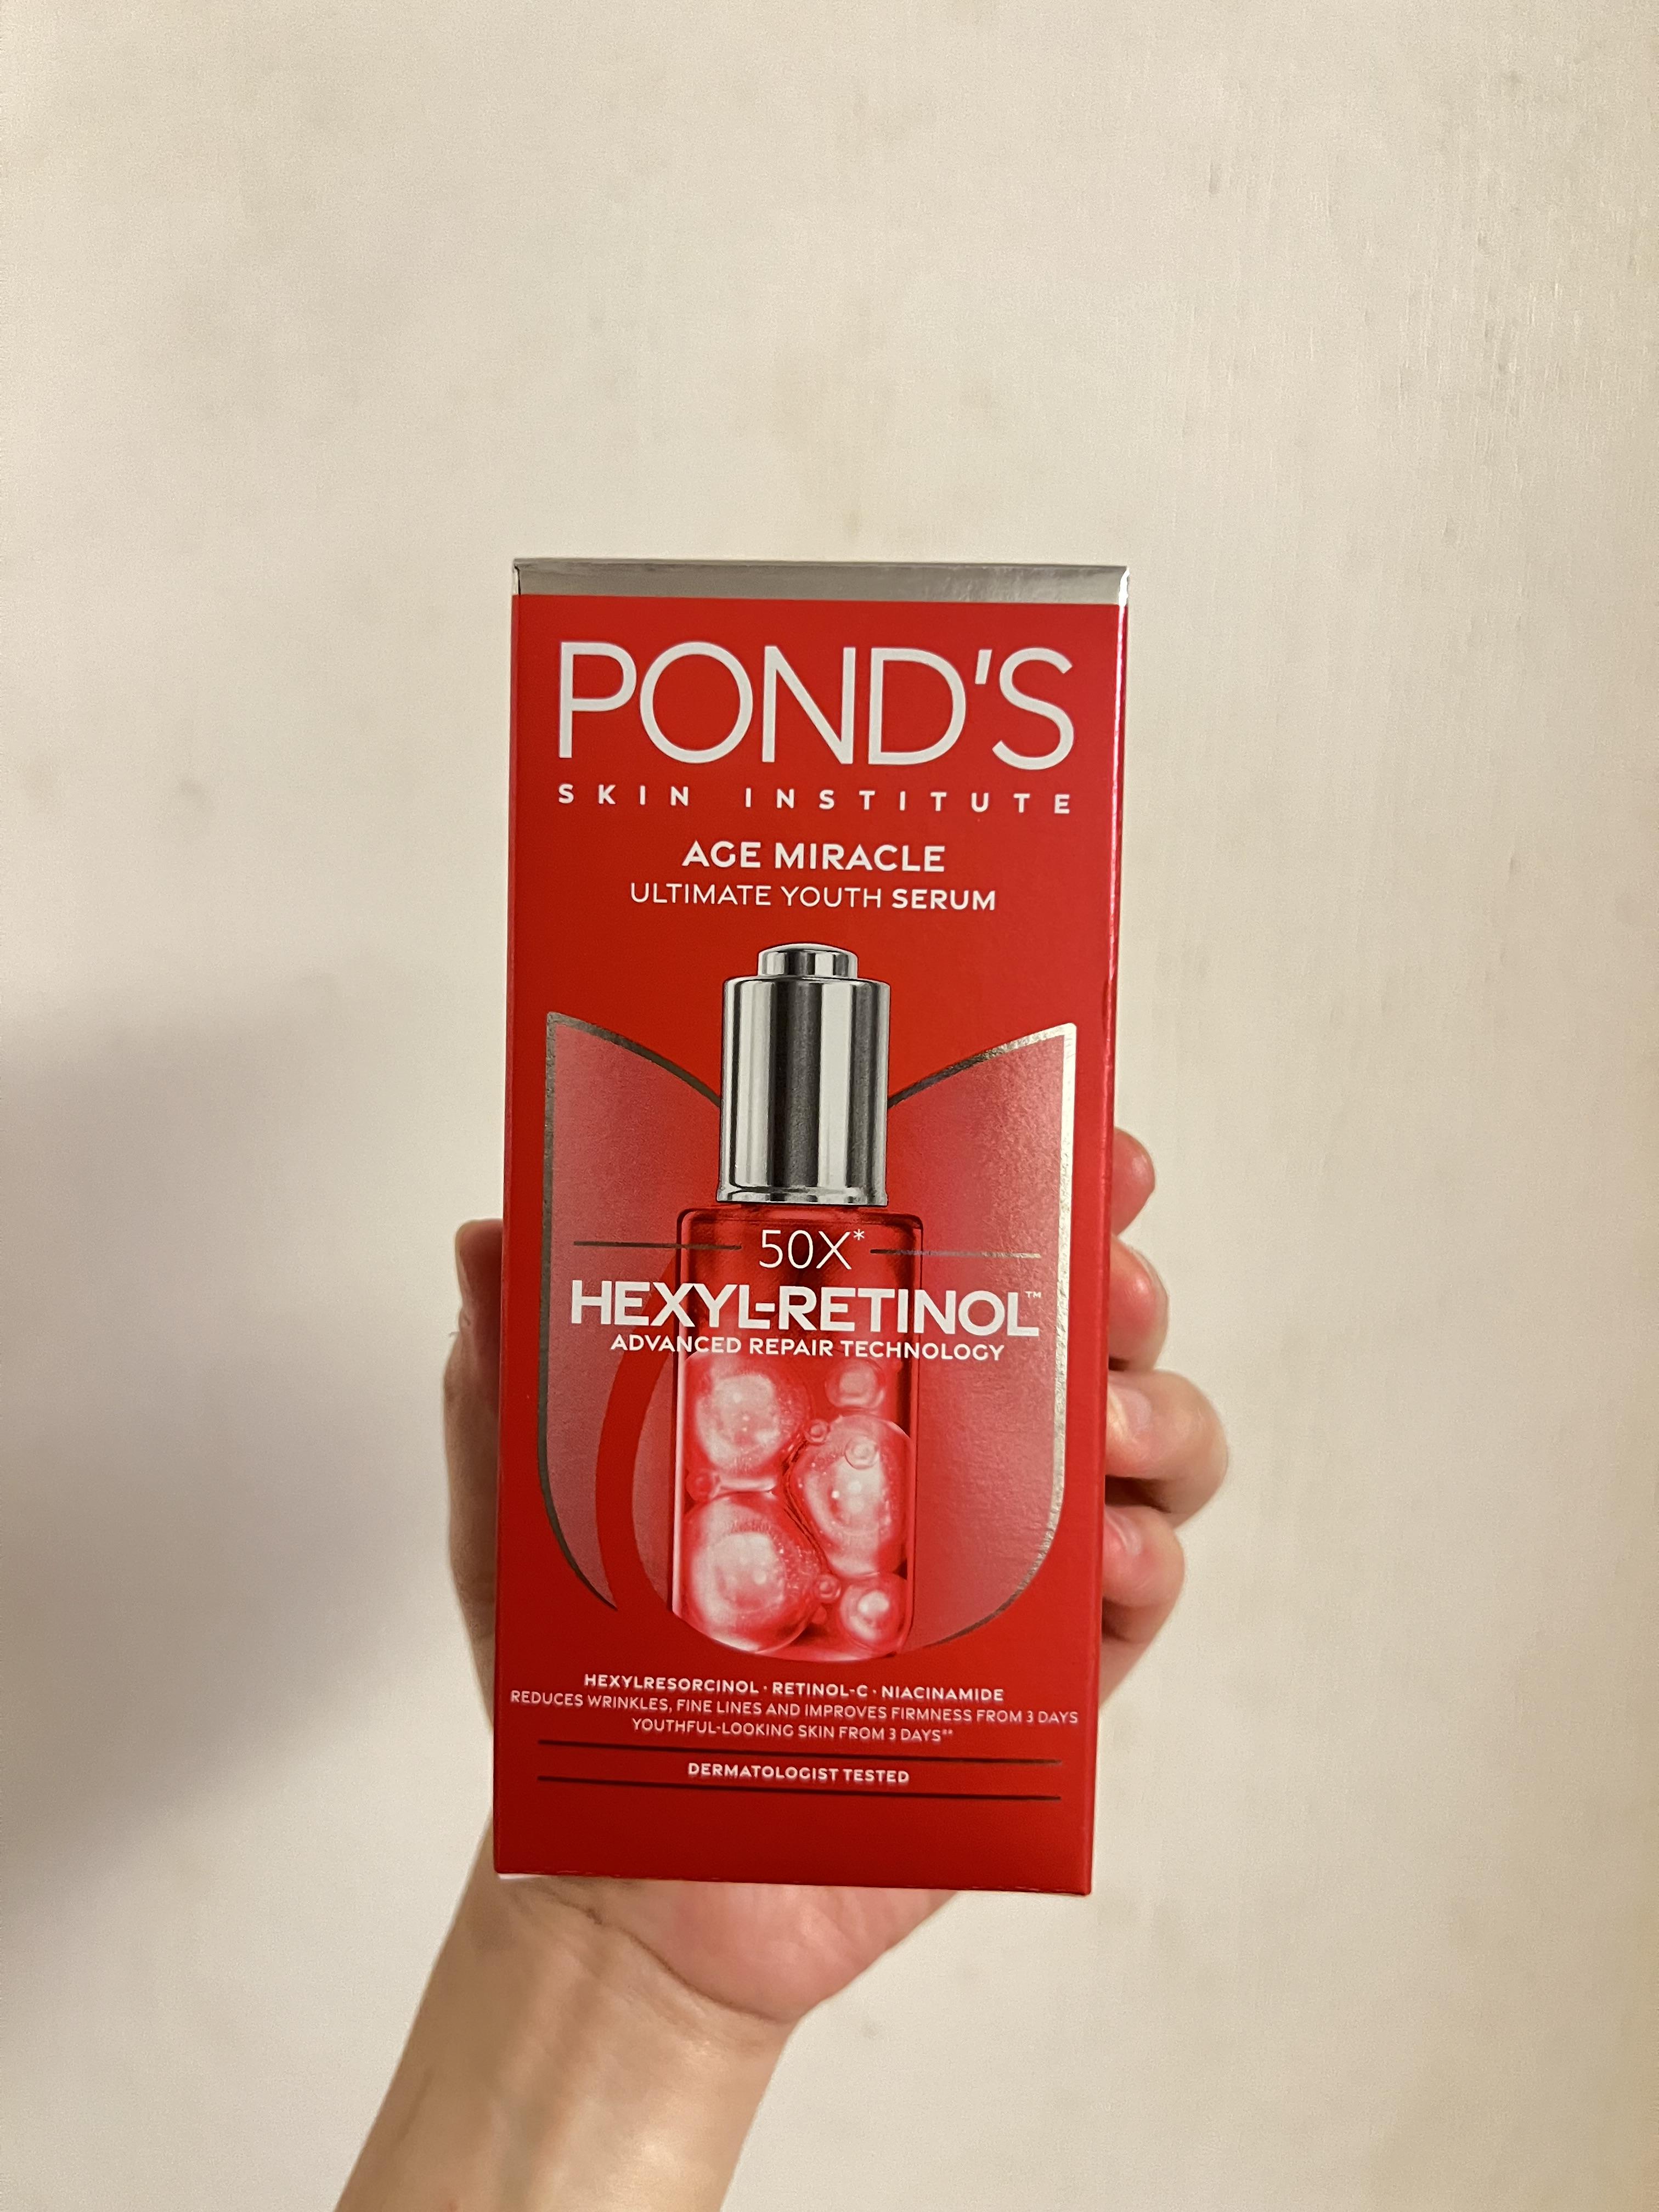 POND'S
SKIN INSTITUTE
AGE MIRACLE
ULTIMATE YOUTH SERUM
50X*
HEXYL-RETINOL™
ADVANCED REPAIR TECHNOLOGY
HEXYLRESORCINOL · RETINOL-C · NIACINAMIDE
REDUCES WRINKLES, FINE LINES AND IMPROVES FIRMNESS FROM 3 DAYS
YOUTHFUL-LOOKING SKIN FROM 3 DAYS**
DERMATOLOGIST TESTED